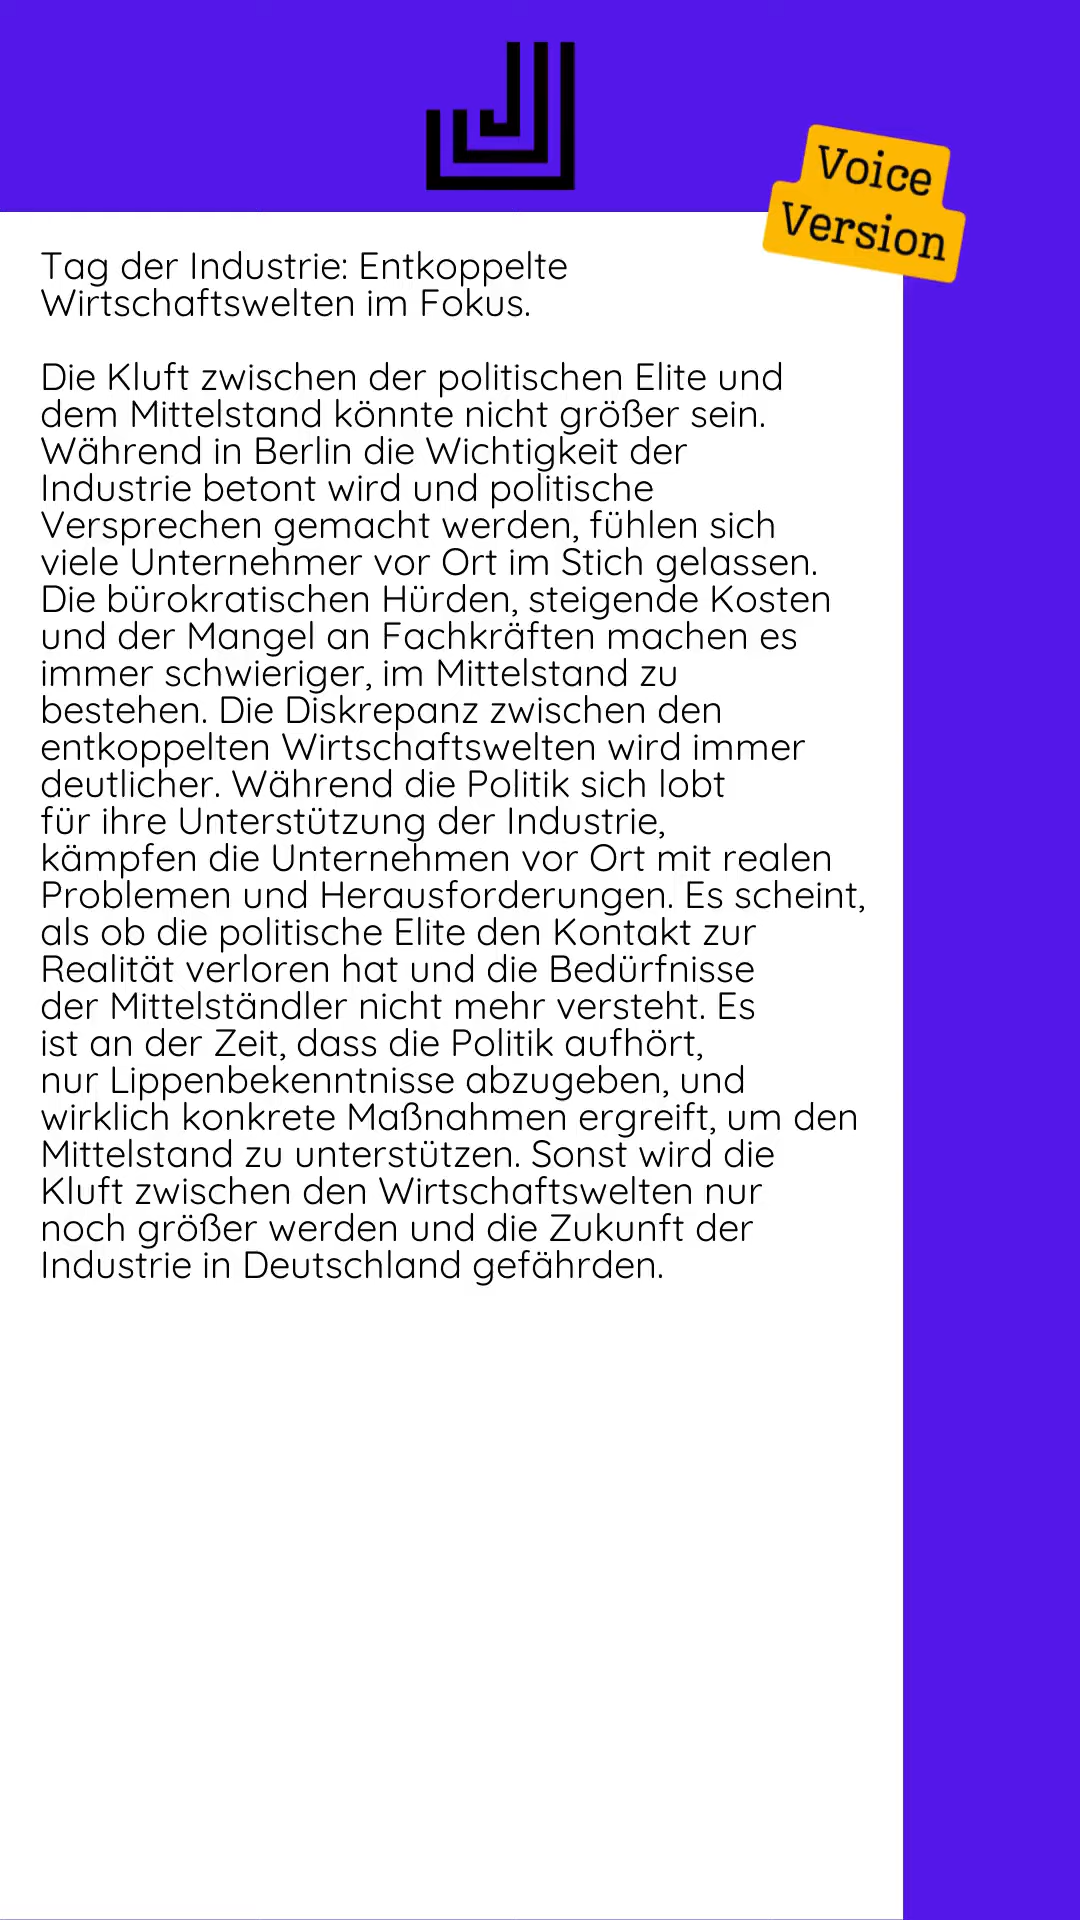 Voice
Version
Tag der Industrie: Entkoppelte
Wirtschaftswelten im Fokus.
Die Kluft zwischen der politischen Elite und
dem Mittelstand könnte nicht größer sein.
Während in Berlin die Wichtigkeit der
Industrie betont wird und politische
Versprechen gemacht werden, fühlen sich
viele Unternehmer vor Ort im Stich gelassen.
Die bürokratischen Hürden, steigende Kosten
und der Mangel an Fachkräften machen es
immer schwieriger, im Mittelstand zu
bestehen. Die Diskrepanz zwischen den
entkoppelten Wirtschaftswelten wird immer
deutlicher. Während die Politik sich lobt
für ihre Unterstützung der Industrie,
kämpfen die Unternehmen vor Ort mit realen
Problemen und Herausforderungen. Es scheint,
als ob die politische Elite den Kontakt zur
Realität verloren hat und die Bedürfnisse
der Mittelständler nicht mehr versteht. Es
ist an der Zeit, dass die Politik aufhört,
nur Lippenbekenntnisse abzugeben, und
wirklich konkrete Maßnahmen ergreift, um den
Mittelstand zu unterstützen. Sonst wird die
Kluft zwischen den Wirtschaftswelten nur
noch größer werden und die Zukunft der
Industrie in Deutschland gefährden.